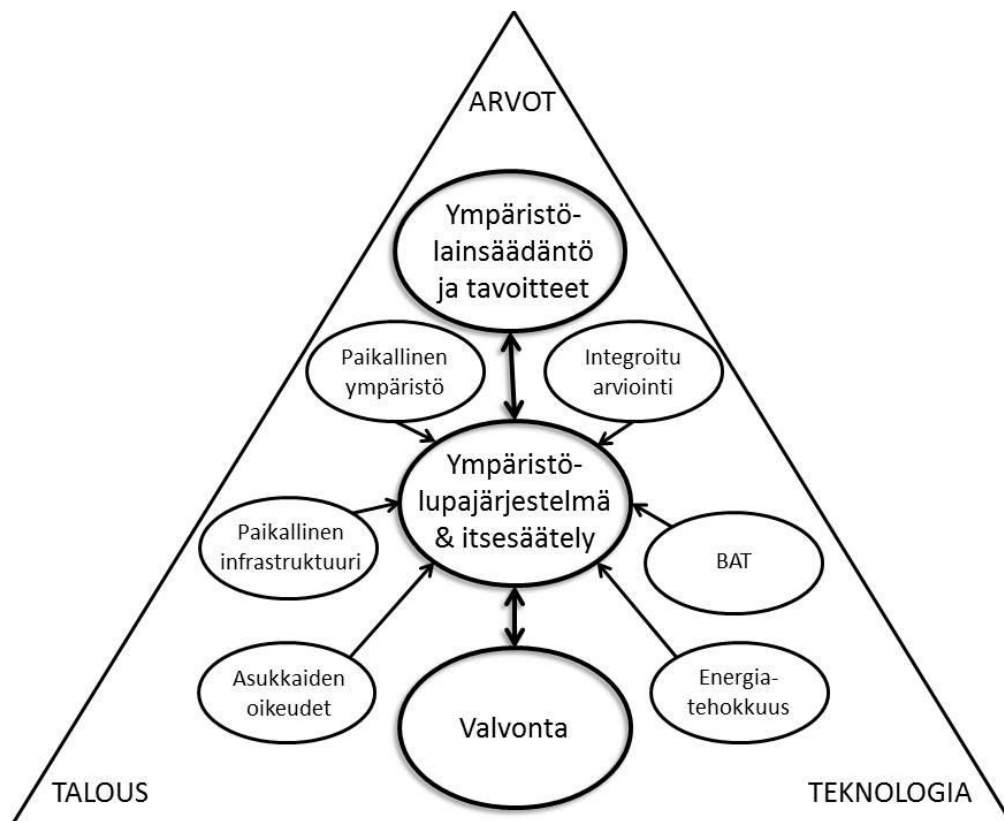 ARVOT
Ympäristö-
lainsäädäntö
ja tavoitteet
Paikallinen
ympäristö
Integroitu
arviointi
Ympäristö-
lupajärjestelmä
& itsesäätely
Paikallinen
infrastruktuuri
BAT
Asukkaiden
oikeudet
Energia-
tehokkuus
Valvonta
TALOUS
TEKNOLOGIA